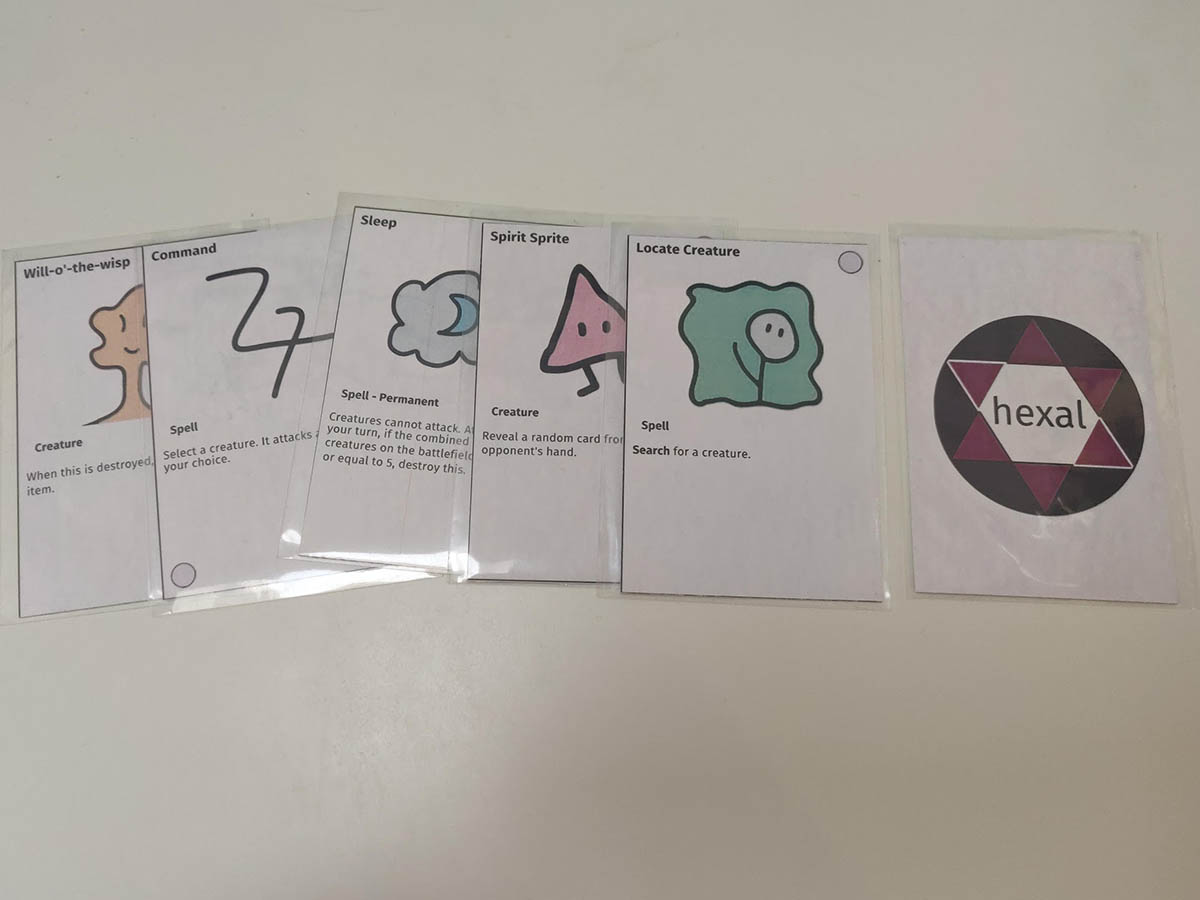 Will-o'-the-wisp
Creature
When this is destroyed,
item.
Command
Spell
Select a creature. It attacks
your choice.
Sleep
Spell - Permanent
Creatures cannot attack.
your turn, if the combined
creatures on the battlefield
or equal to 5, destroy this.
Spirit Sprite
Creature
Reveal a random card from
opponent's hand.
Locate Creature
Spell
Search for a creature.
hexal